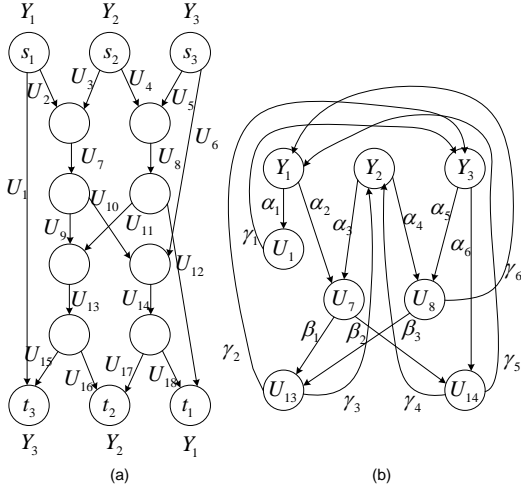 Y₁ Y₂ Y₃
s₁ s₂ s₃
U₂ U₃ U₄ U₅
U₆
U₇ U₈
U₁ U₁₀
U₉ U₁₁
U₁₂
U₁₃ U₁₄
U₁₅ U₁₆ U₁₇ U₁₈
t₃ t₂ t₁
Y₃ Y₂ Y₁
(a)
Y₁ Y₂ Y₃
α₁ α₂ α₃ α₄ α₅ α₆
γ₁ U₁
γ₆
U₇ U₈
γ₂ β₁ β₂ β₃
γ₅
U₁₃ γ₃ γ₄ U₁₄
(b)